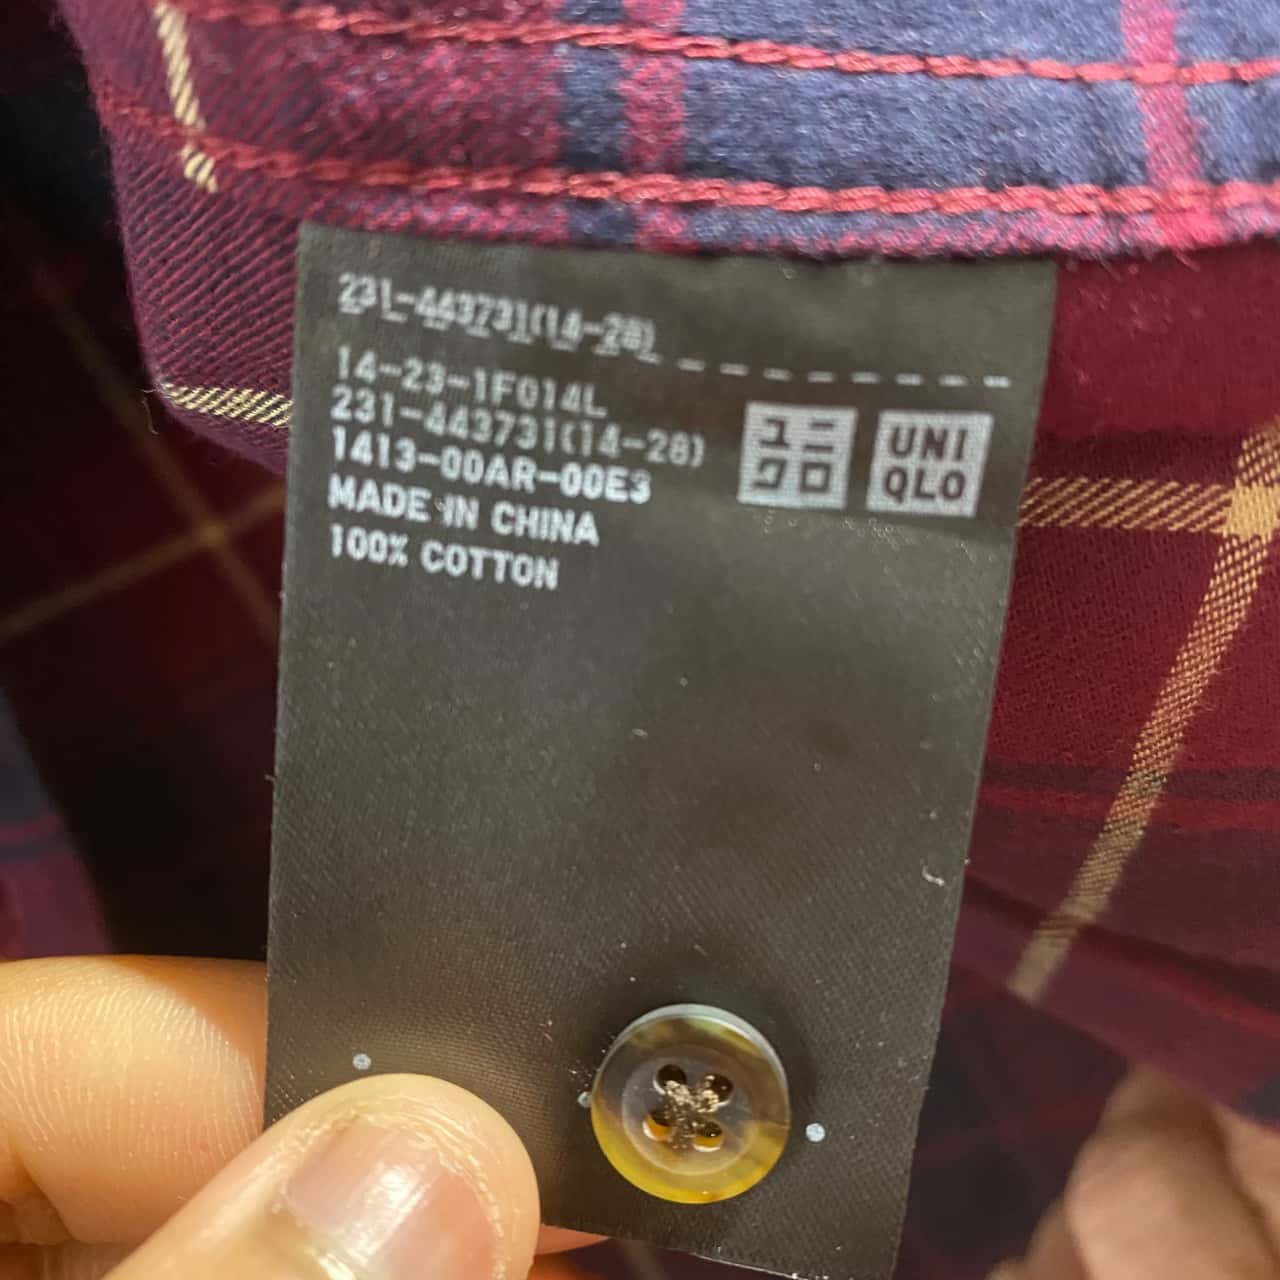 231-443731(14-28)
14-23-1F014L
231-443731(14-28)
1413-00AR-00E3
MADE IN CHINA
100% COTTON
ユニ
クロ
UNI
QLO